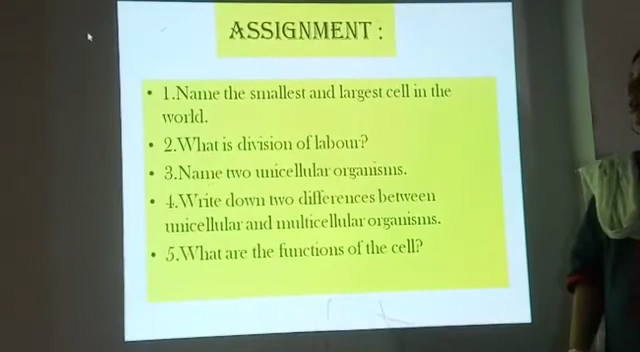 ASSIGNMENT :
• 1.Name the smallest and largest cell in the
world.
• 2.What is division of labour?
• 3.Name two unicellular organisms.
• 4.Write down two differences between
unicellular and multicellular organisms.
• 5.What are the functions of the cell?